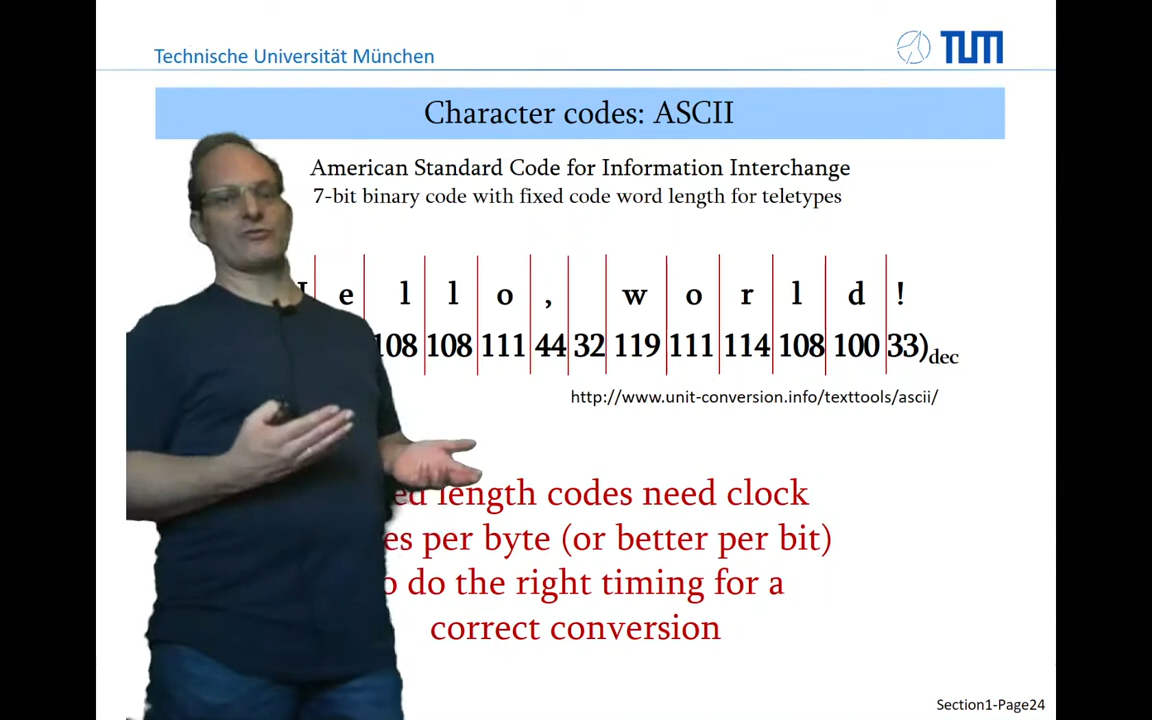 Technische Universität München
TUM
Character codes: ASCII
American Standard Code for Information Interchange
7-bit binary code with fixed code word length for teletypes
e l l o , w o r l d !
108 108 111 44 32 119 111 114 108 100 33)dec
http://www.unit-conversion.info/texttools/ascii/
length codes need clock
per byte (or better per bit)
do the right timing for a
correct conversion
Section1-Page24